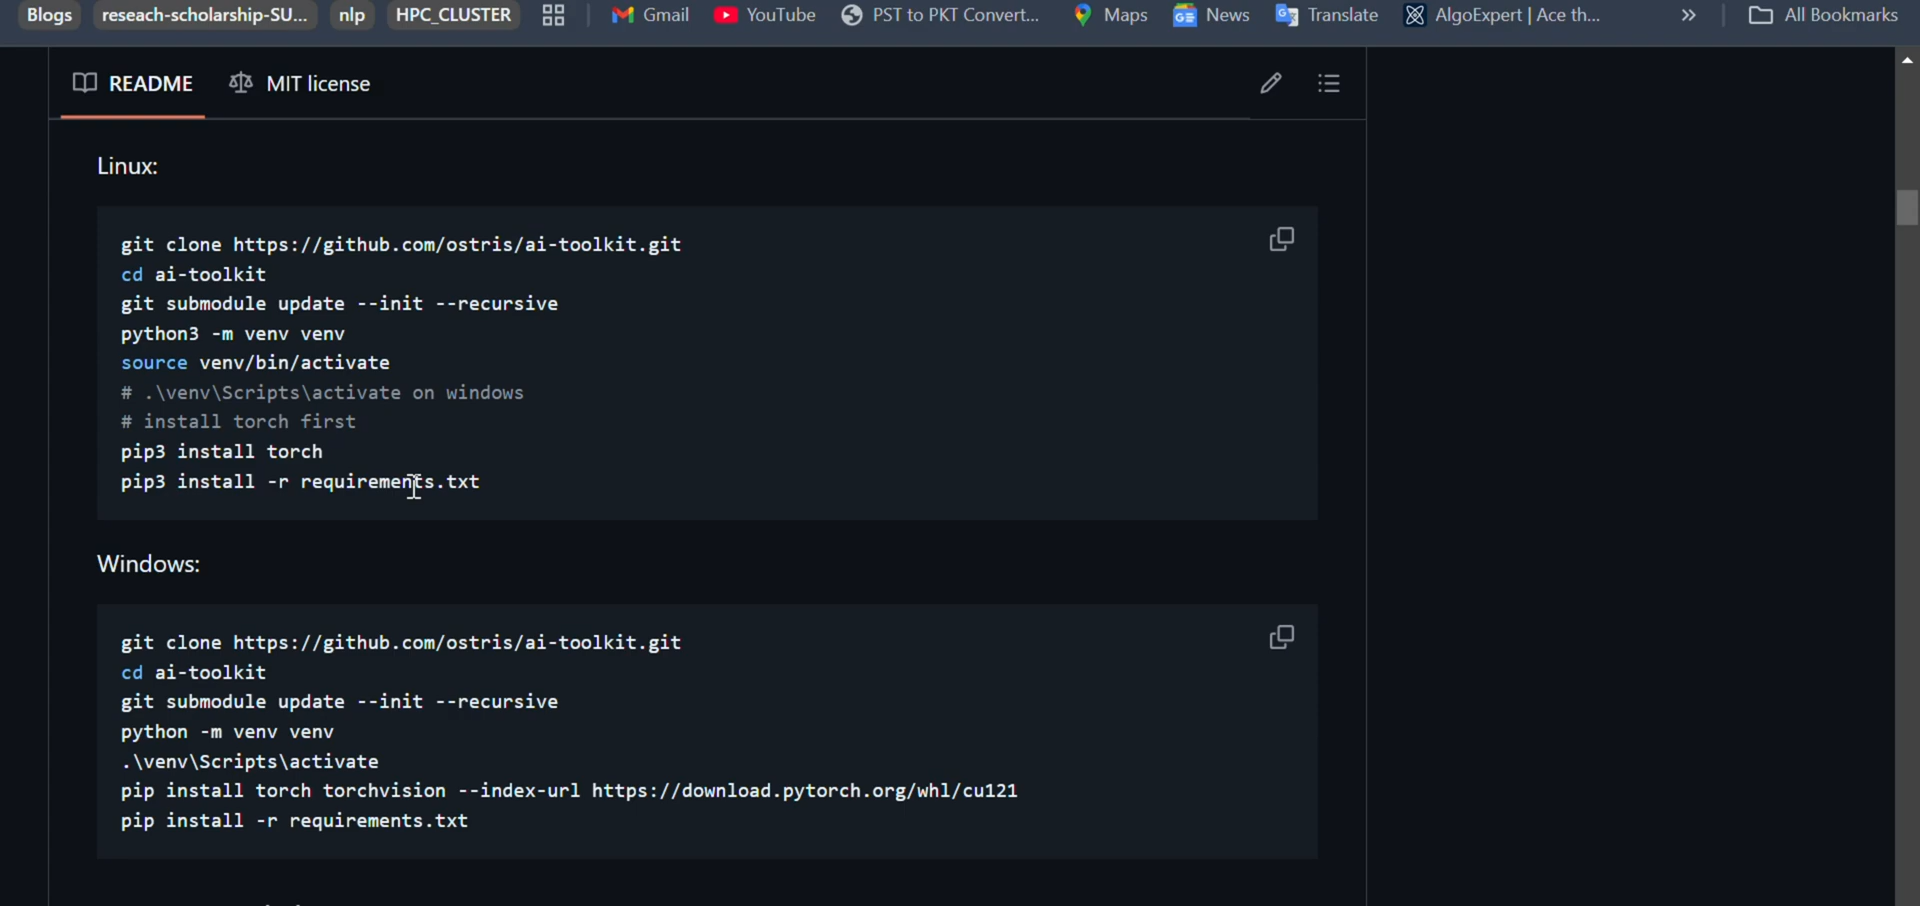 Blogs reseach-scholarship-SU... nlp HPC_CLUSTER Gmail YouTube PST to PKT Convert... Maps News Translate AlgoExpert | Ace th... » All Bookmarks
README MIT license
Linux:
git clone https://github.com/ostris/ai-toolkit.git
cd ai-toolkit
git submodule update --init --recursive
python3 -m venv venv
source venv/bin/activate
# .\venv\Scripts\activate on windows
# install torch first
pip3 install torch
pip3 install -r requirements.txt
Windows:
git clone https://github.com/ostris/ai-toolkit.git
cd ai-toolkit
git submodule update --init --recursive
python -m venv venv
.\venv\Scripts\activate
pip install torch torchvision --index-url https://download.pytorch.org/whl/cu121
pip install -r requirements.txt